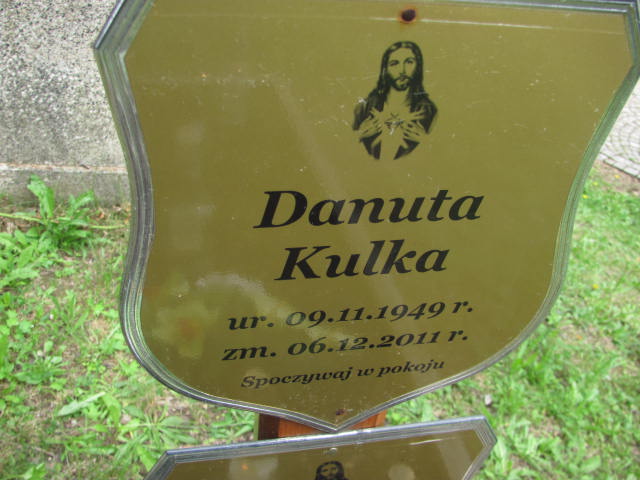 Danuta
Kulka
ur. 09.11.1949 r.
zm. 06.12.2011 r.
Spoczywaj w pokoju